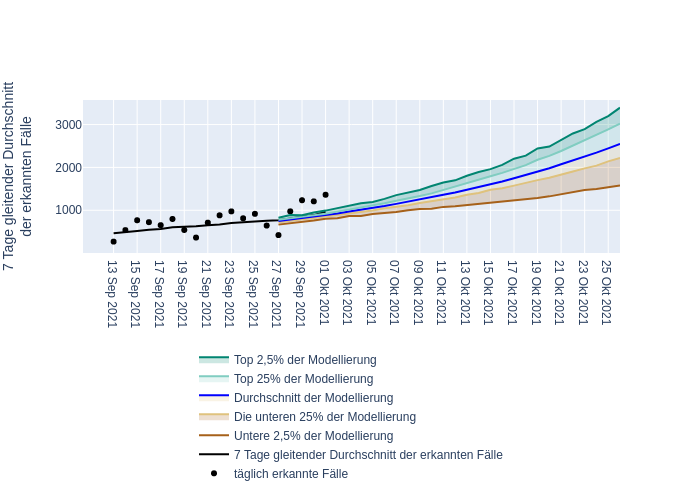 7 Tage gleitender Durchschnitt
der erkannten Fälle
3000
2000
1000
13 Sep 2021
15 Sep 2021
17 Sep 2021
19 Sep 2021
21 Sep 2021
23 Sep 2021
25 Sep 2021
27 Sep 2021
29 Sep 2021
01 Okt 2021
03 Okt 2021
05 Okt 2021
07 Okt 2021
09 Okt 2021
11 Okt 2021
13 Okt 2021
15 Okt 2021
17 Okt 2021
19 Okt 2021
21 Okt 2021
23 Okt 2021
25 Okt 2021
Top 2,5% der Modellierung
Top 25% der Modellierung
Durchschnitt der Modellierung
Die unteren 25% der Modellierung
Untere 2,5% der Modellierung
7 Tage gleitender Durchschnitt der erkannten Fälle
täglich erkannte Fälle